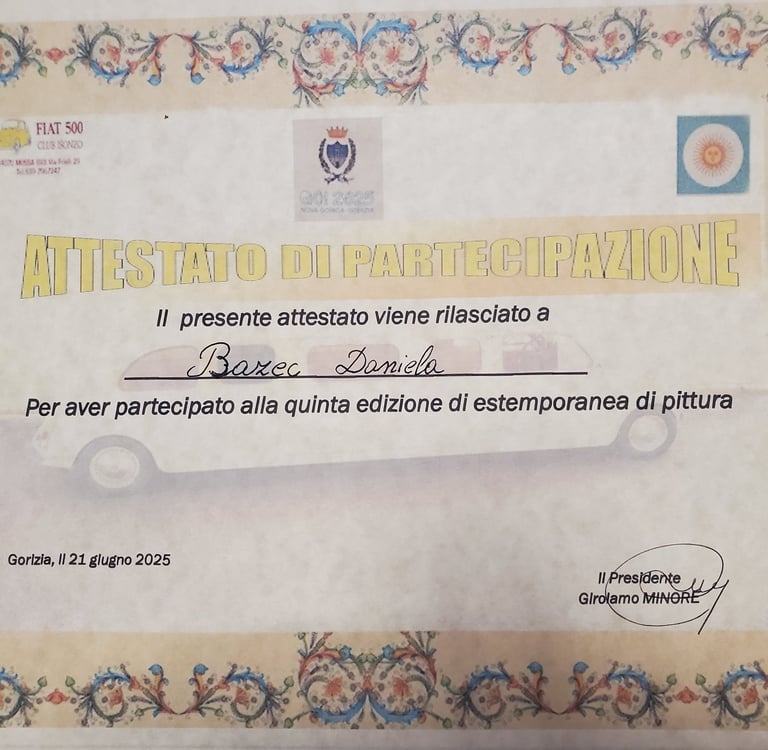 FIAT 500
CLUB ISONZO
GO! 2025
NOVA GORICA-GORIZIA
ATTESTATO DI PARTECIPAZIONE
Il presente attestato viene rilasciato a
Bazec Daniela
Per aver partecipato alla quinta edizione di estemporanea di pittura
Gorizia, il 21 giugno 2025
Il Presidente
Girolamo MINORE